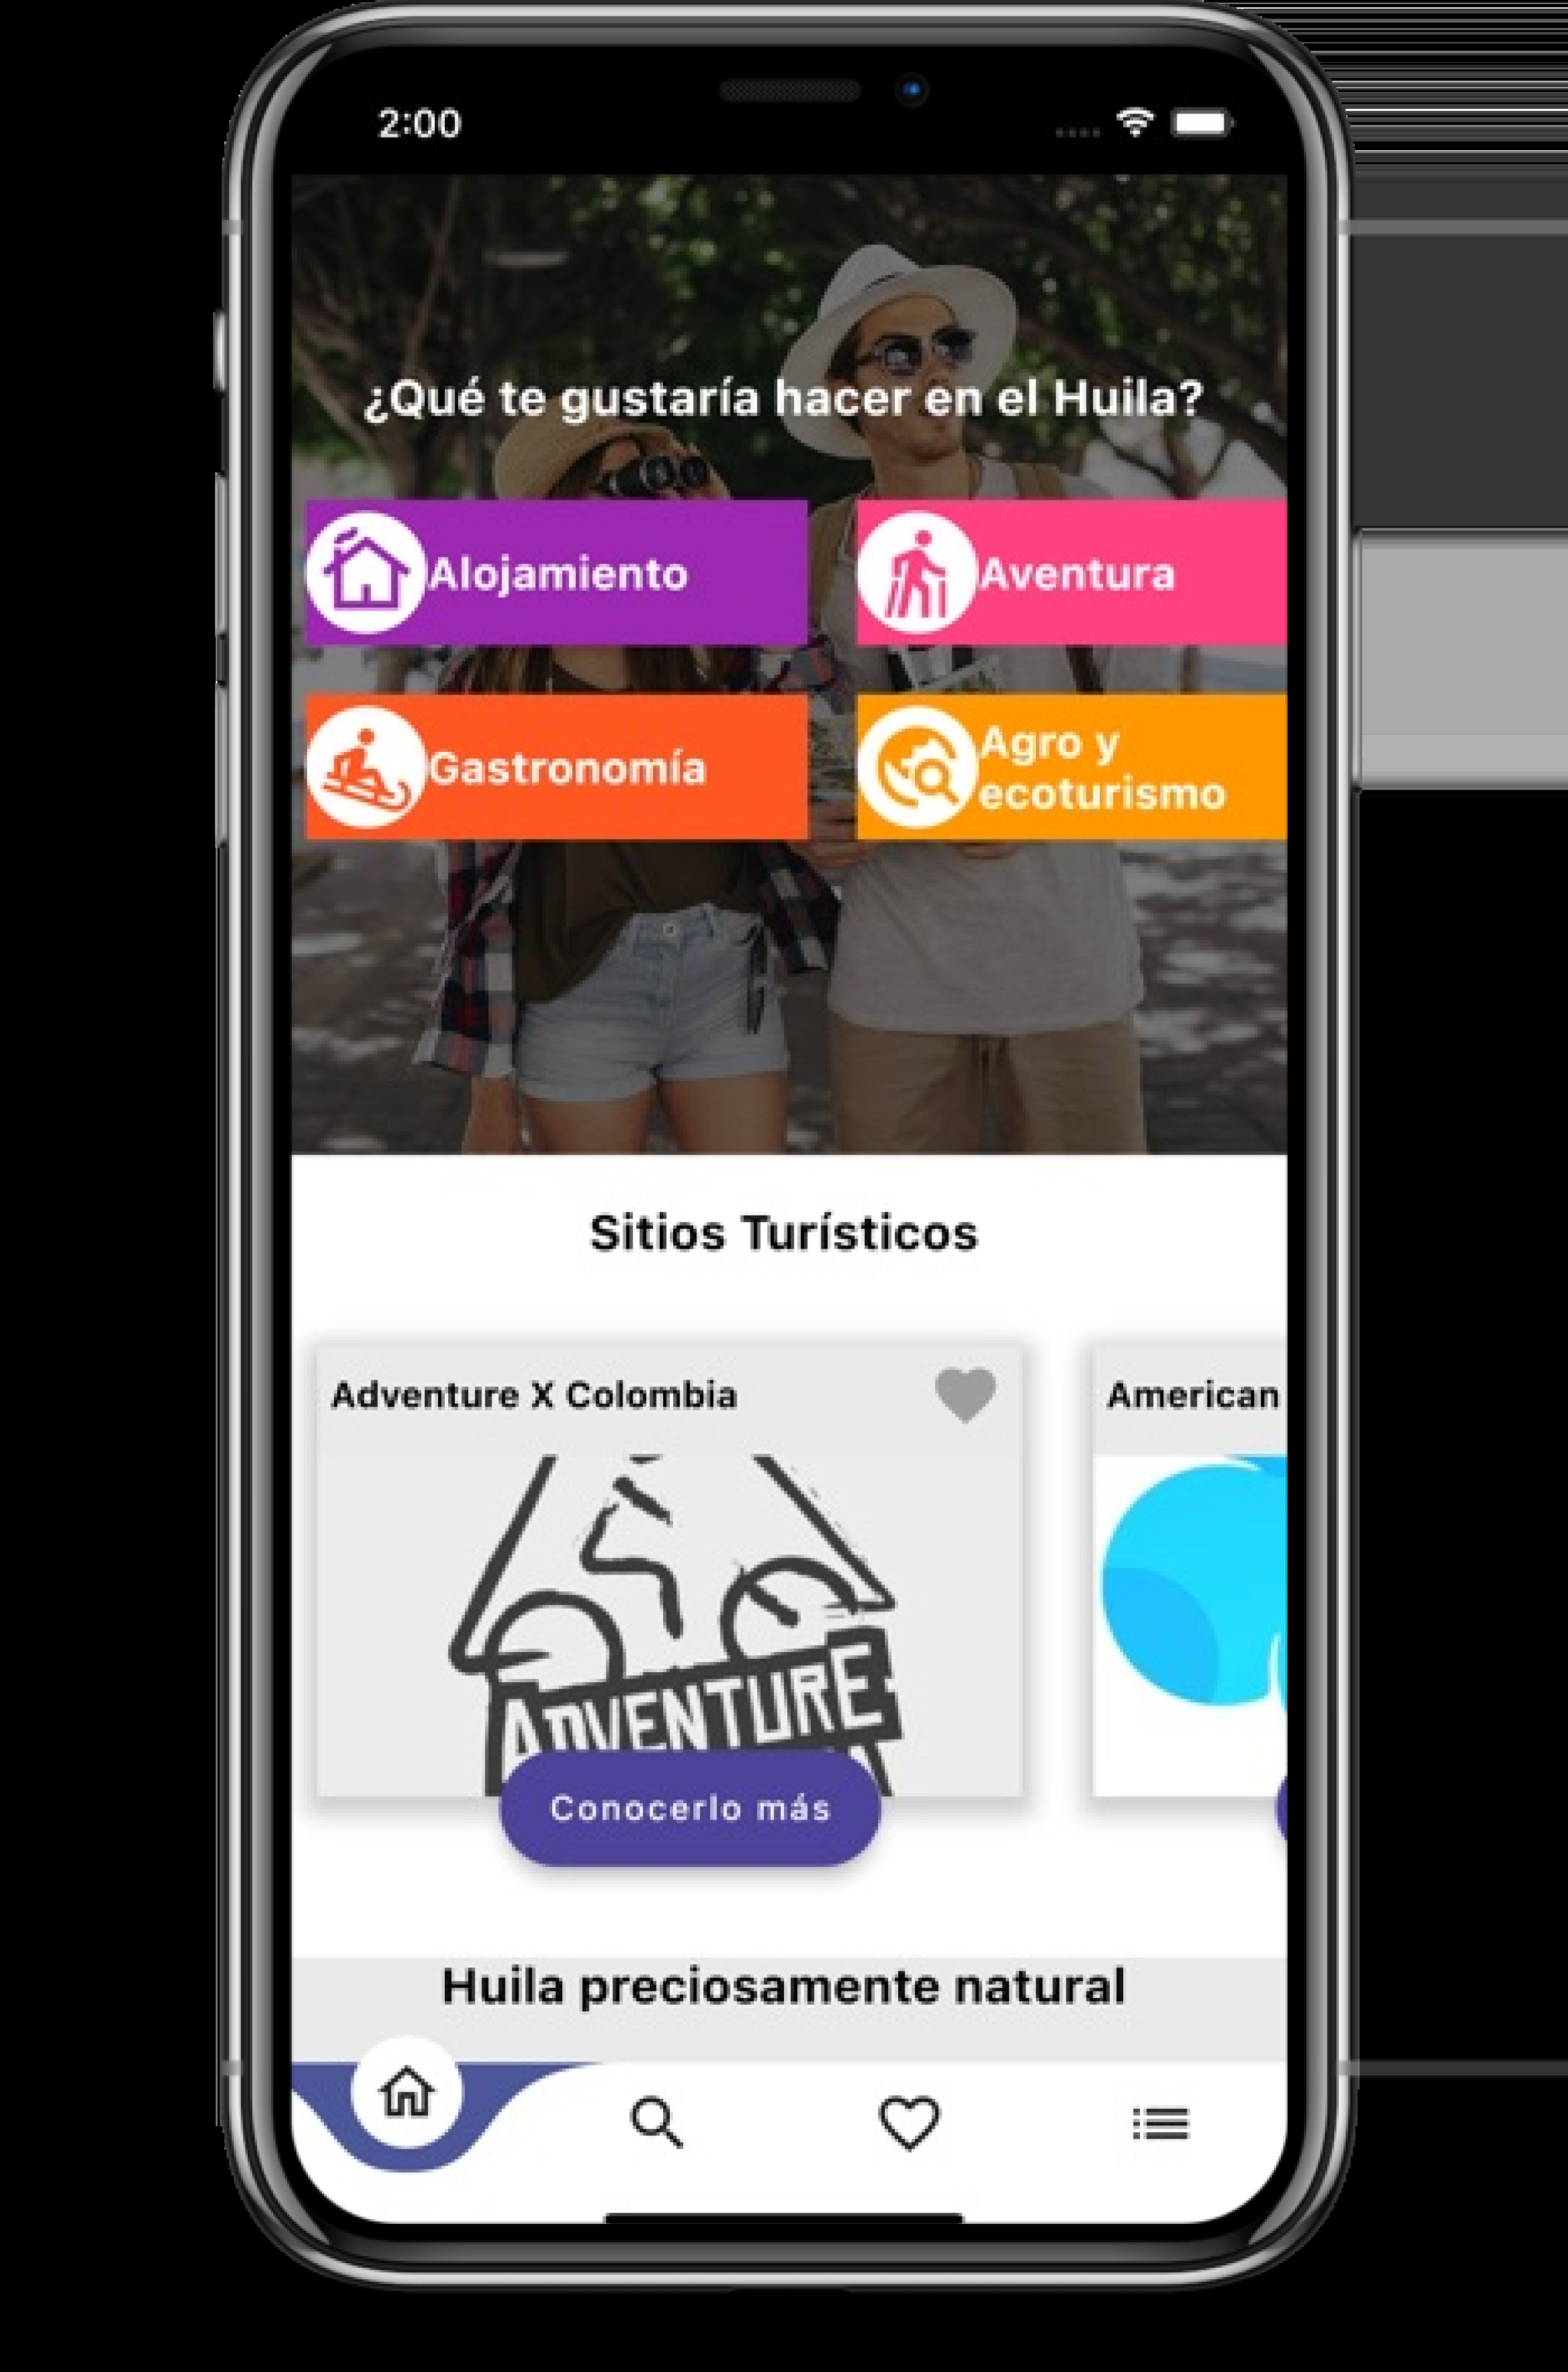 2:00
¿Qué te gustaría hacer en el Huila?
Alojamiento
Aventura
Gastronomía
Agro y
ecoturismo
Sitios Turísticos
Adventure X Colombia
American
ADVENTURE
Conocerlo más
Huila preciosamente natural